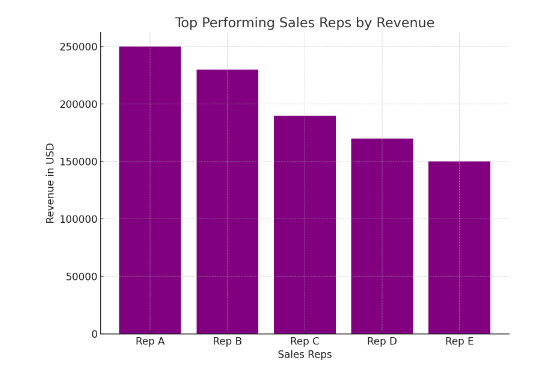 Top Performing Sales Reps by Revenue
250000
200000
150000
100000
50000
0
Revenue in USD
Rep A Rep B Rep C Rep D Rep E
Sales Reps